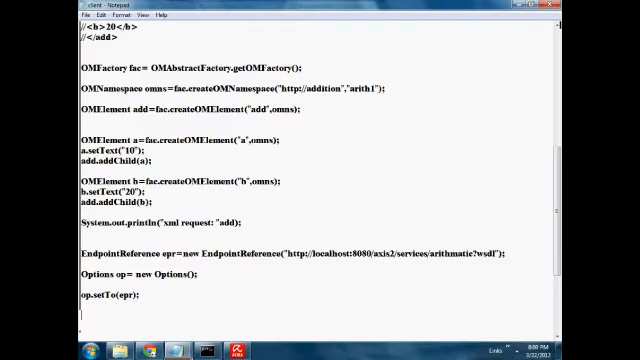 client - Notepad
File Edit Format View Help
//<b>20</b>
//</add>
OMFactory fac= OMAbstractFactory.getOMFactory();
OMNamespace omns=fac.createOMNamespace("http://addition","arith1");
OMElement add=fac.createOMElement("add",omns);
OMElement a=fac.createOMElement("a",omns);
a.setText("10");
add.addChild(a);
OMElement b=fac.createOMElement("b",omns);
b.setText("20");
add.addChild(b);
System.out.println("xml request: "add);
EndpointReference epr=new EndpointReference("http://localhost:8080/axis2/services/arithmatic?wsdl");
Options op= new Options();
op.setTo(epr);
Links
8:09 PM
3/22/2012